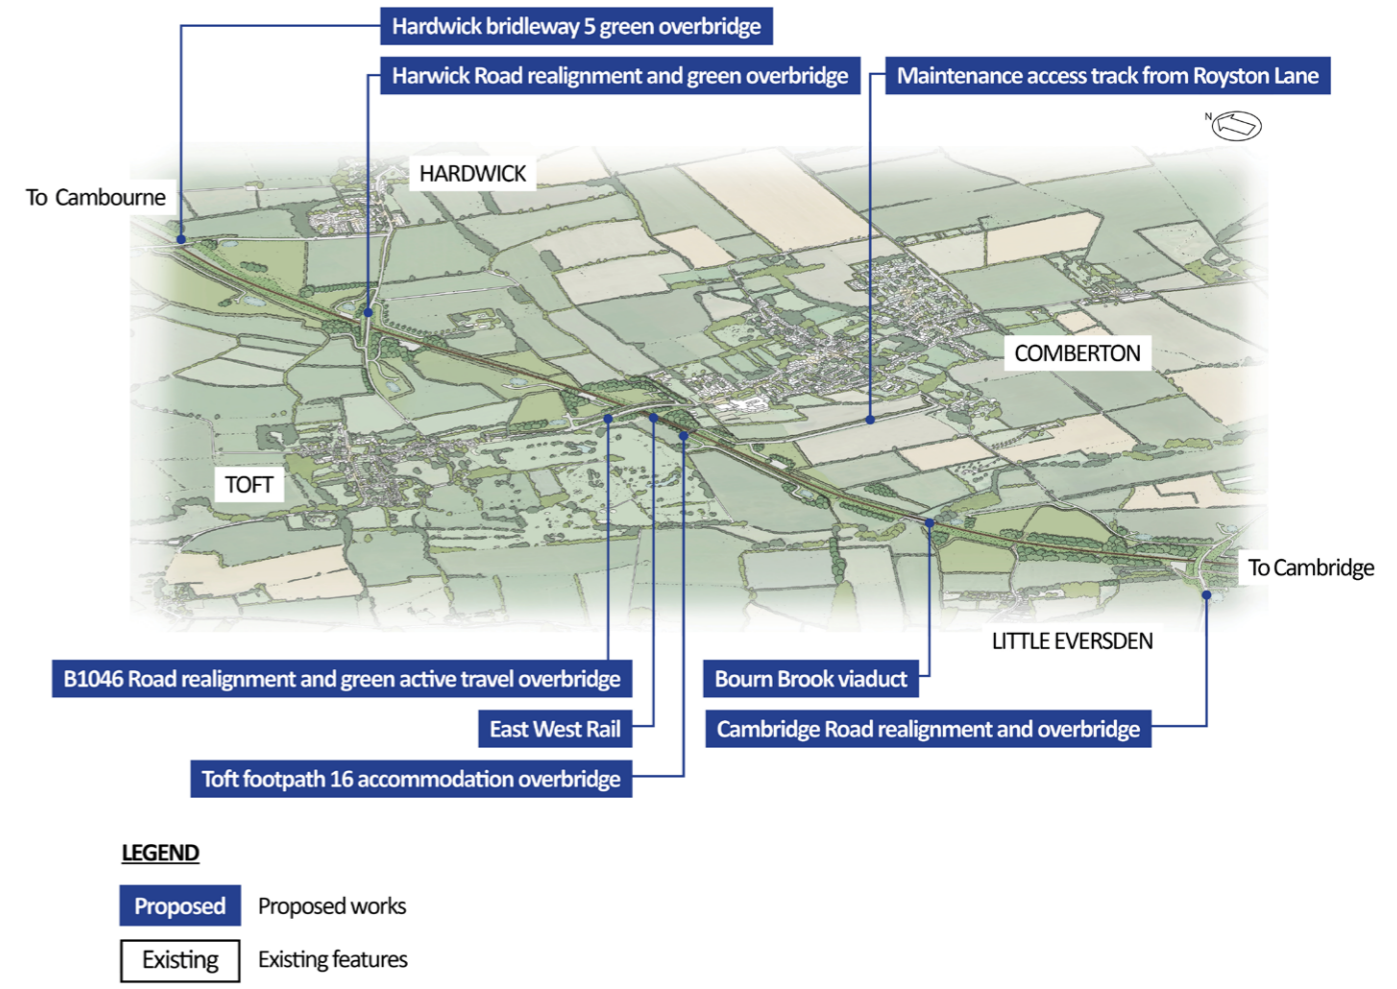 Hardwick bridleway 5 green overbridge
Harwick Road realignment and green overbridge
Maintenance access track from Royston Lane
N
HARDWICK
To Cambourne
COMBERTON
TOFT
To Cambridge
LITTLE EVERSDEN
B1046 Road realignment and green active travel overbridge
Bourn Brook viaduct
East West Rail
Cambridge Road realignment and overbridge
Toft footpath 16 accommodation overbridge
LEGEND
Proposed Proposed works
Existing Existing features